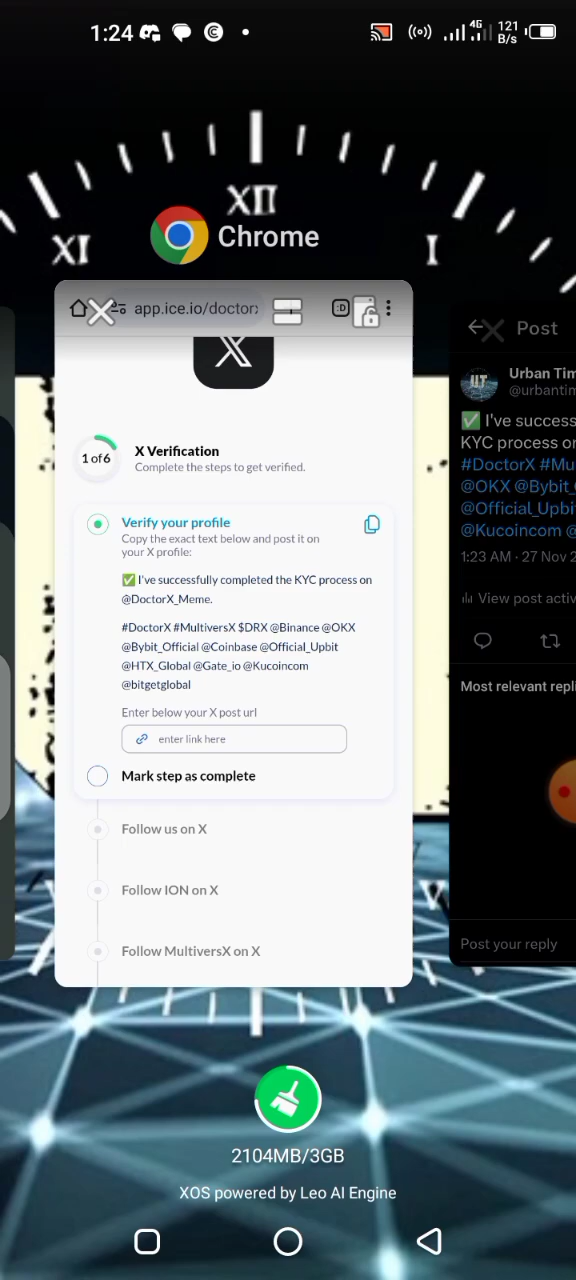 1:24
4G
121
B/s
XI
XII
I
Chrome
app.ice.io/doctorx
:D
1 of 6
X Verification
Complete the steps to get verified.
Verify your profile
Copy the exact text below and post it on
your X profile:
✅ I've successfully completed the KYC process on
@DoctorX_Meme.
#DoctorX #MultiversX $DRX @Binance @OKX
@Bybit_Official @Coinbase @Official_Upbit
@HTX_Global @Gate_io @Kucoincom
@bitgetglobal
Enter below your X post url
enter link here
Mark step as complete
Follow us on X
Follow ION on X
Follow MultiversX on X
Post
Urban Tim
@urbantim
✅ I've success
KYC process on
#DoctorX #Mu
@OKX @Bybit_
@Official_Upbit
@Kucoincom @
1:23 AM · 27 Nov 2
View post activ
Most relevant repli
Post your reply
2104MB/3GB
XOS powered by Leo AI Engine